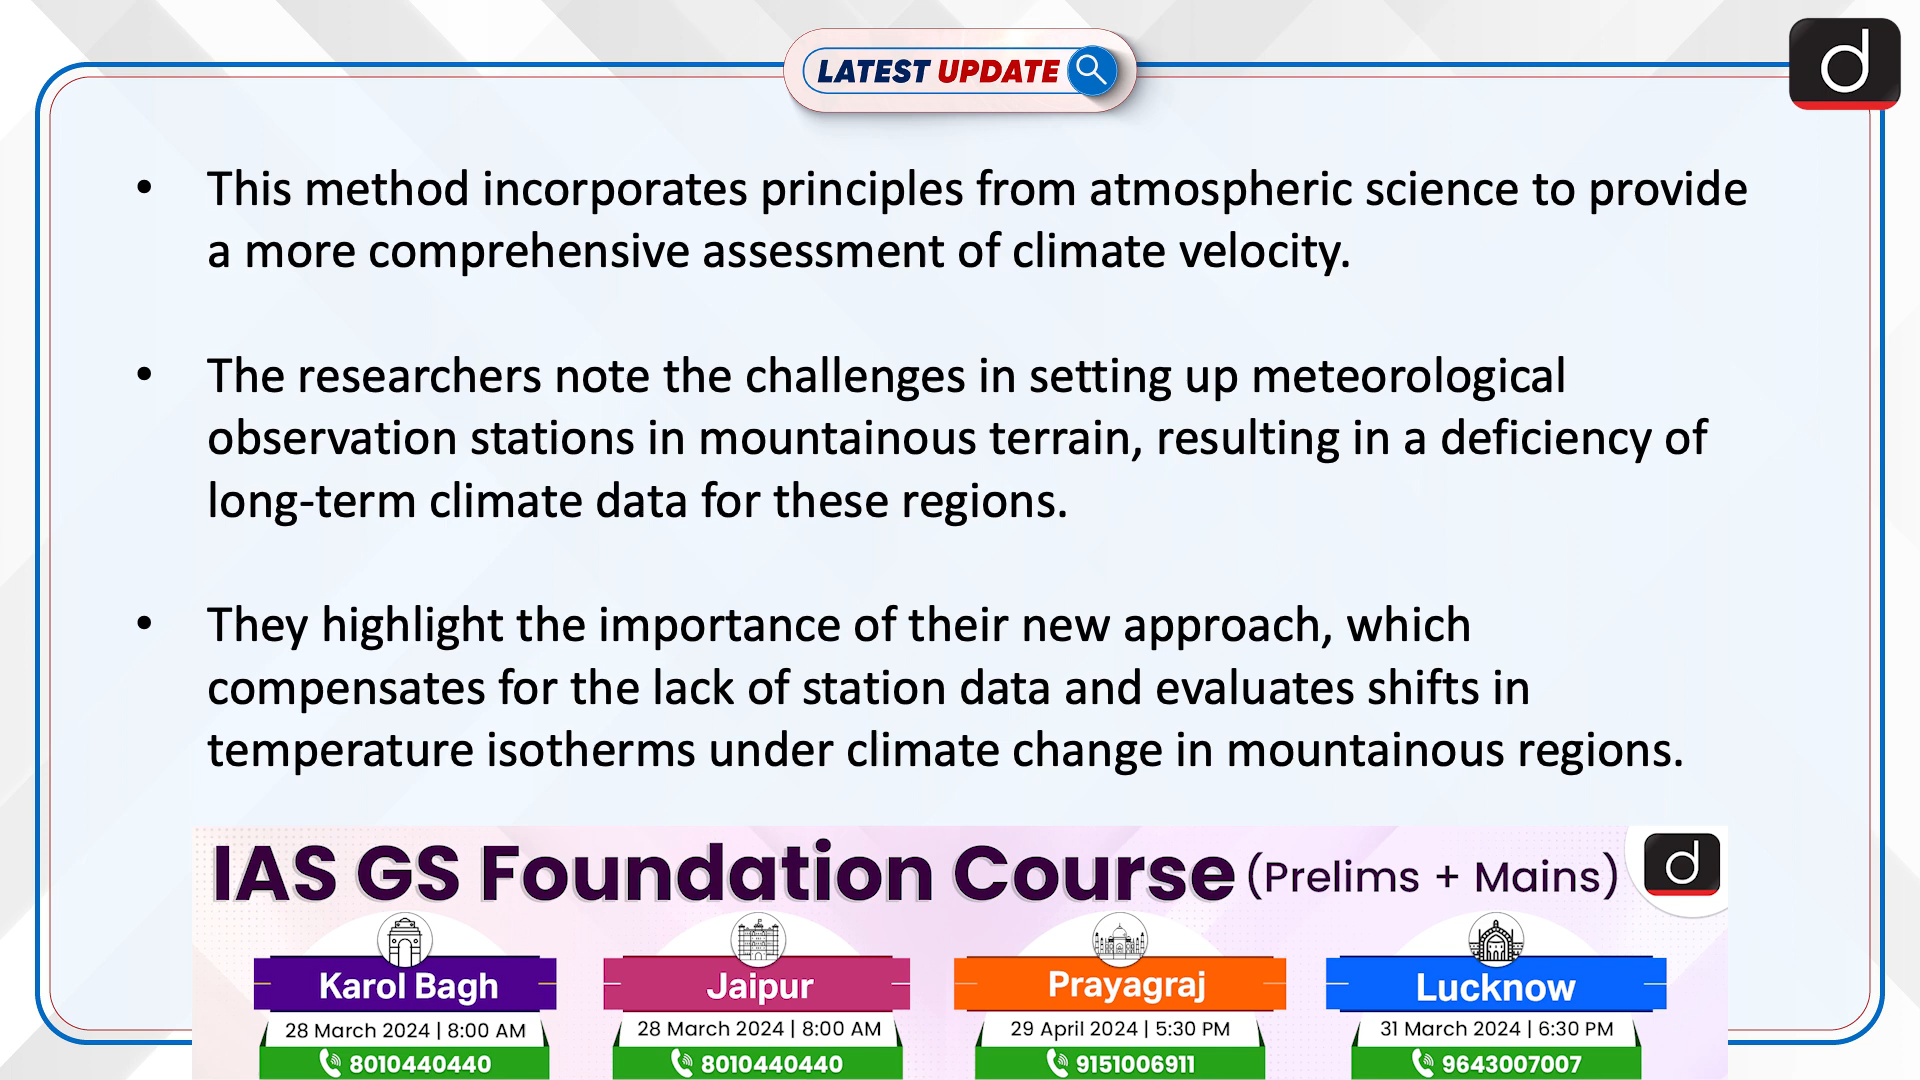 LATEST UPDATE
d
• This method incorporates principles from atmospheric science to provide
a more comprehensive assessment of climate velocity.
• The researchers note the challenges in setting up meteorological
observation stations in mountainous terrain, resulting in a deficiency of
long-term climate data for these regions.
• They highlight the importance of their new approach, which
compensates for the lack of station data and evaluates shifts in
temperature isotherms under climate change in mountainous regions.
IAS GS Foundation Course (Prelims + Mains)
d
Karol Bagh
28 March 2024 | 8:00 AM
8010440440
Jaipur
28 March 2024 | 8:00 AM
8010440440
Prayagraj
29 April 2024 | 5:30 PM
9151006911
Lucknow
31 March 2024 | 6:30 PM
9643007007